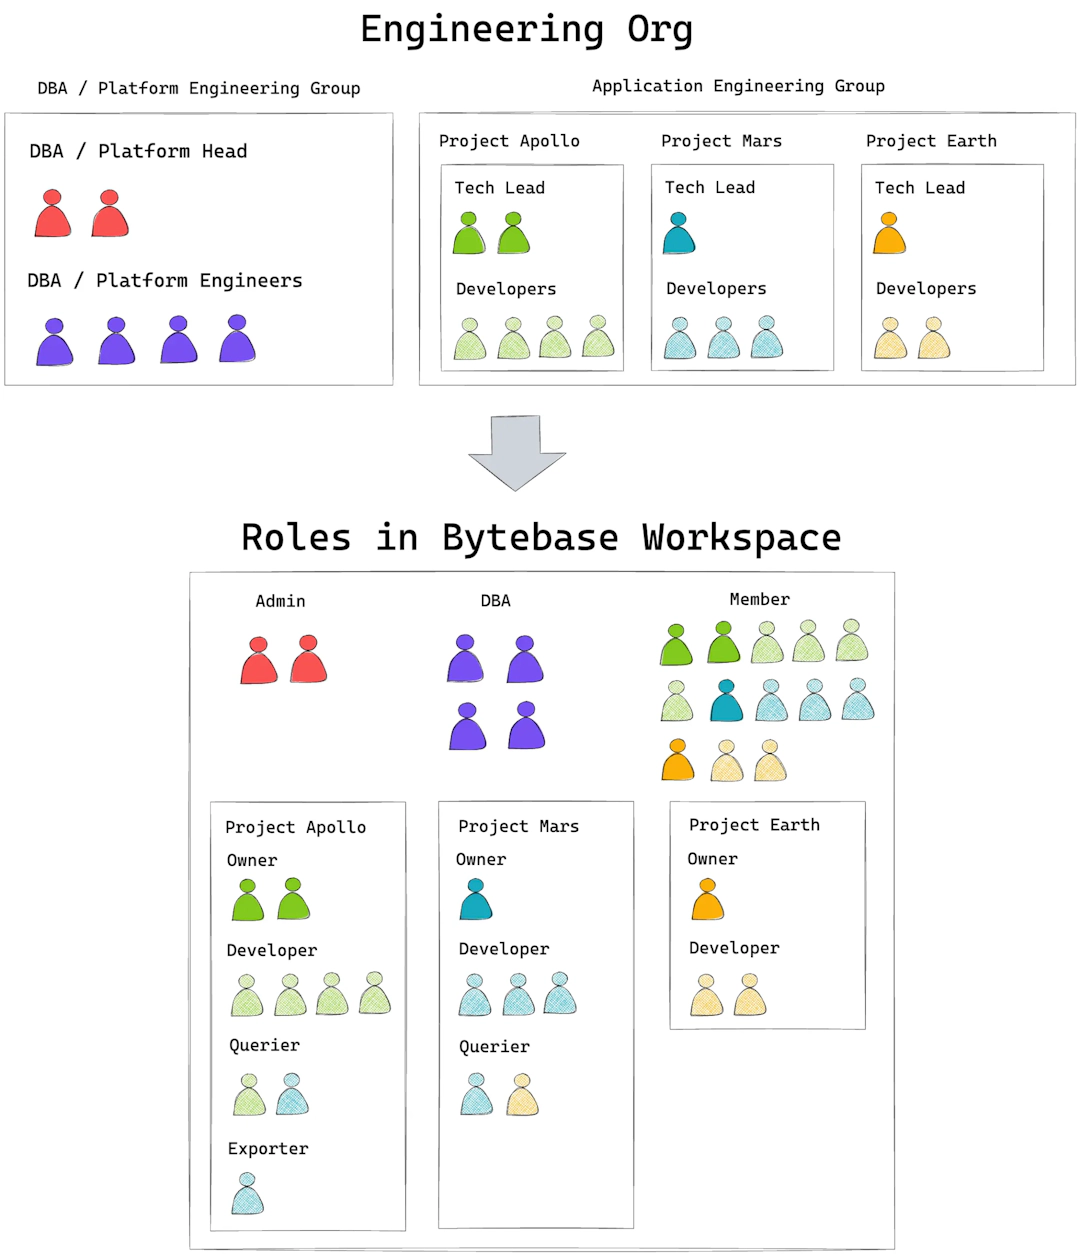 Engineering Org
DBA / Platform Engineering Group
Application Engineering Group
DBA / Platform Head
DBA / Platform Engineers
Project Apollo
Tech Lead
Developers
Project Mars
Tech Lead
Developers
Project Earth
Tech Lead
Developers
Roles in Bytebase Workspace
Admin
DBA
Member
Project Apollo
Owner
Developer
Querier
Exporter
Project Mars
Owner
Developer
Querier
Project Earth
Owner
Developer